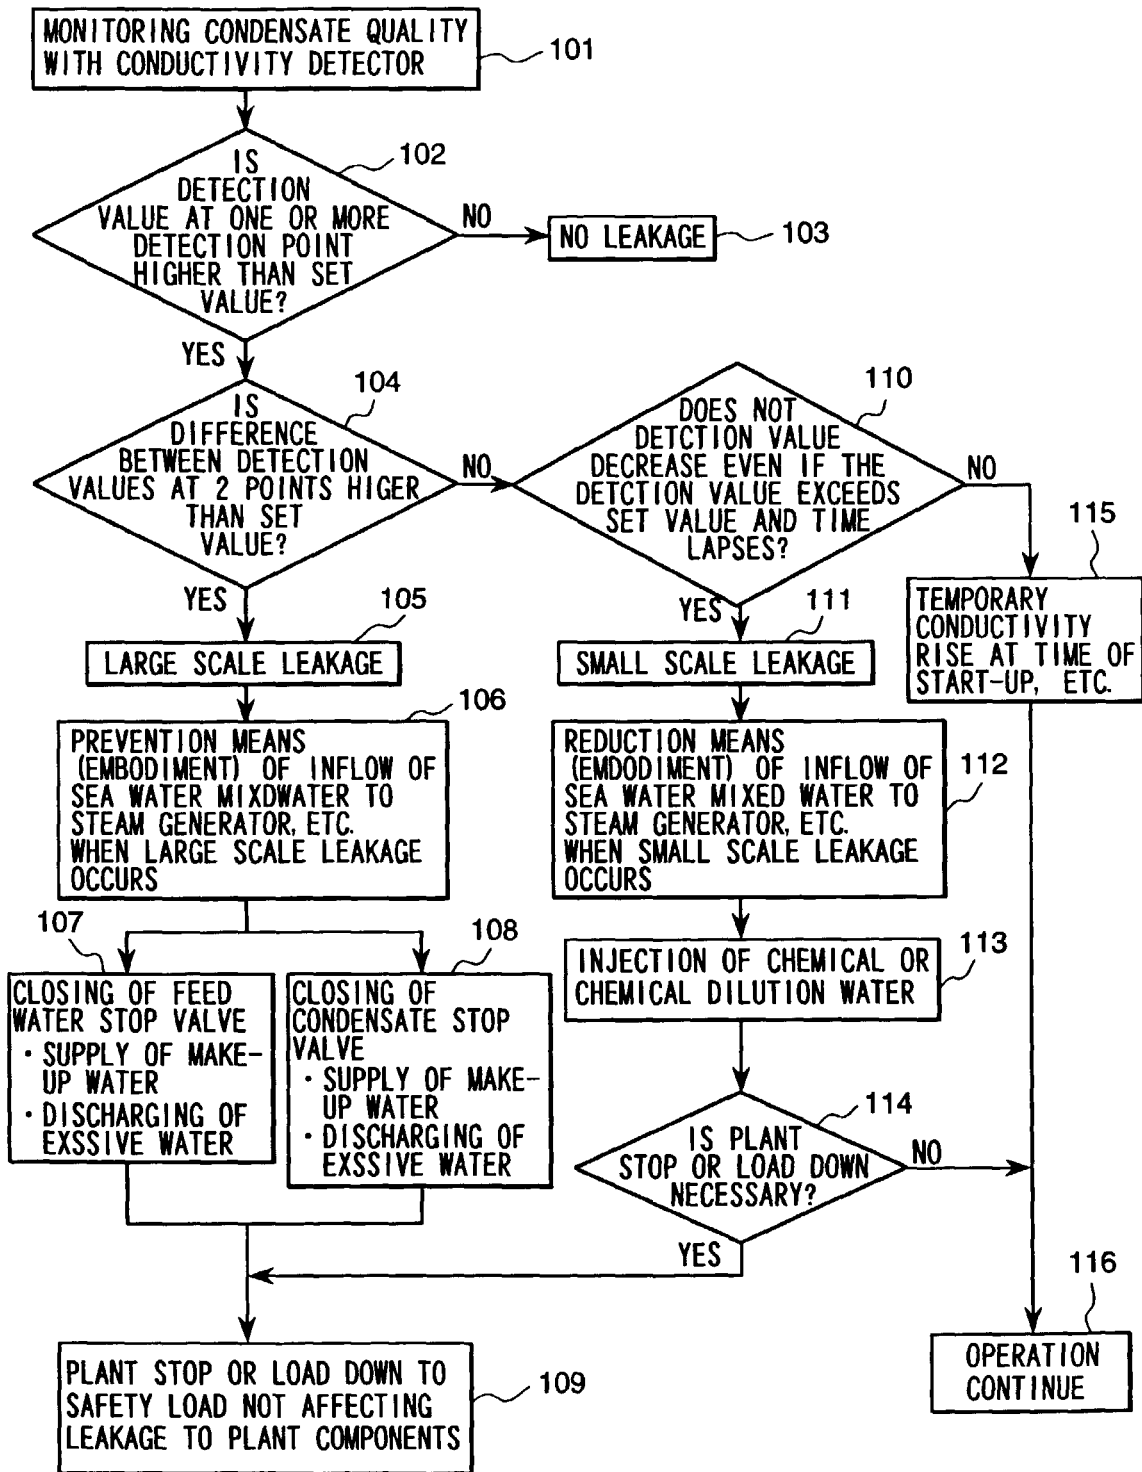 MONITORING CONDENSATE QUALITY
WITH CONDUCTIVITY DETECTOR
101
102
IS
DETECTION
VALUE AT ONE OR MORE
DETECTION POINT
HIGHER THAN SET
VALUE?
NO
NO LEAKAGE
103
YES
104
IS
DIFFERENCE
BETWEEN DETECTION
VALUES AT 2 POINTS HIGER
THAN SET
VALUE?
NO
110
DOES NOT
DETCTION VALUE
DECREASE EVEN IF THE
DETCTION VALUE EXCEEDS
SET VALUE AND TIME
LAPSES?
NO
115
TEMPORARY
CONDUCTIVITY
RISE AT TIME OF
START-UP, ETC.
YES
105
LARGE SCALE LEAKAGE
YES
111
SMALL SCALE LEAKAGE
106
PREVENTION MEANS
(EMBODIMENT) OF INFLOW OF
SEA WATER MIXDWATER TO
STEAM GENERATOR, ETC.
WHEN LARGE SCALE LEAKAGE
OCCURS
REDUCTION MEANS
(EMDODIMENT) OF INFLOW OF
SEA WATER MIXED WATER TO
STEAM GENERATOR, ETC.
WHEN SMALL SCALE LEAKAGE
OCCURS
112
107
CLOSING OF FEED
WATER STOP VALVE
・SUPPLY OF MAKE-
UP WATER
・DISCHARGING OF
EXSSIVE WATER
108
CLOSING OF
CONDENSATE STOP
VALVE
・SUPPLY OF MAKE-
UP WATER
・DISCHARGING OF
EXSSIVE WATER
INJECTION OF CHEMICAL OR
CHEMICAL DILUTION WATER
113
114
IS PLANT
STOP OR LOAD DOWN
NECESSARY?
NO
YES
116
OPERATION
CONTINUE
PLANT STOP OR LOAD DOWN TO
SAFETY LOAD NOT AFFECTING
LEAKAGE TO PLANT COMPONENTS
109